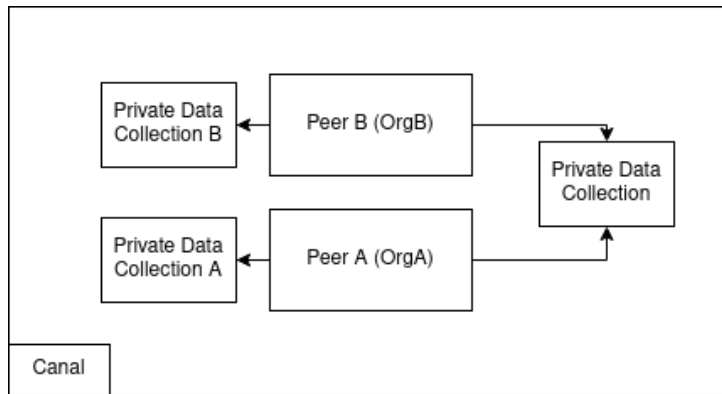 Private Data
Collection B
Peer B (OrgB)
Private Data
Collection
Private Data
Collection A
Peer A (OrgA)
Canal